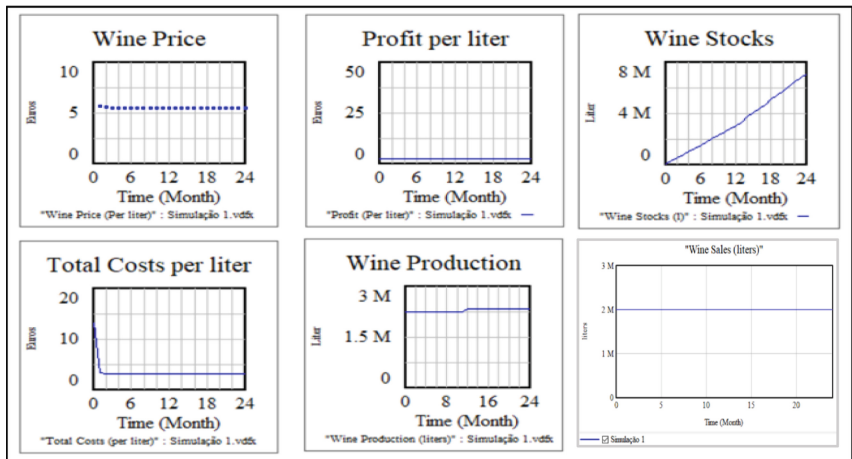 Wine Price
10
5
0
Euros
0 6 12 18 24
Time (Month)
"Wine Price (Per liter)" : Simulação 1.vdfx
Profit per liter
50
25
0
Euros
0 6 12 18 24
Time (Month)
"Profit (Per liter)" : Simulação 1.vdfx
Wine Stocks
8 M
4 M
0
Liter
0 6 12 18 24
Time (Month)
"Wine Stocks (l)" : Simulação 1.vdfx
Total Costs per liter
20
10
0
Euros
0 6 12 18 24
Time (Month)
"Total Costs (per liter)" : Simulação 1.vdfx
Wine Production
3 M
1.5 M
0
Liter
0 8 16 24
Time (Month)
"Wine Production (liters)" : Simulação 1.vdfx
"Wine Sales (liters)"
3 M
2 M
1 M
0
liters
0 5 10 15 20
Time (Month)
Simulação 1